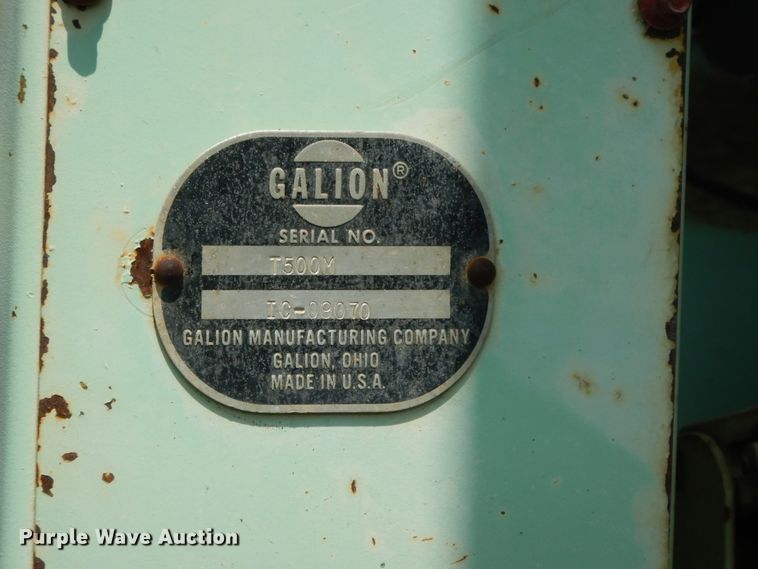 GALION®
SERIAL NO.
T500M
IC-09070
GALION MANUFACTURING COMPANY
GALION, OHIO
MADE IN U.S.A.
Purple Wave Auction